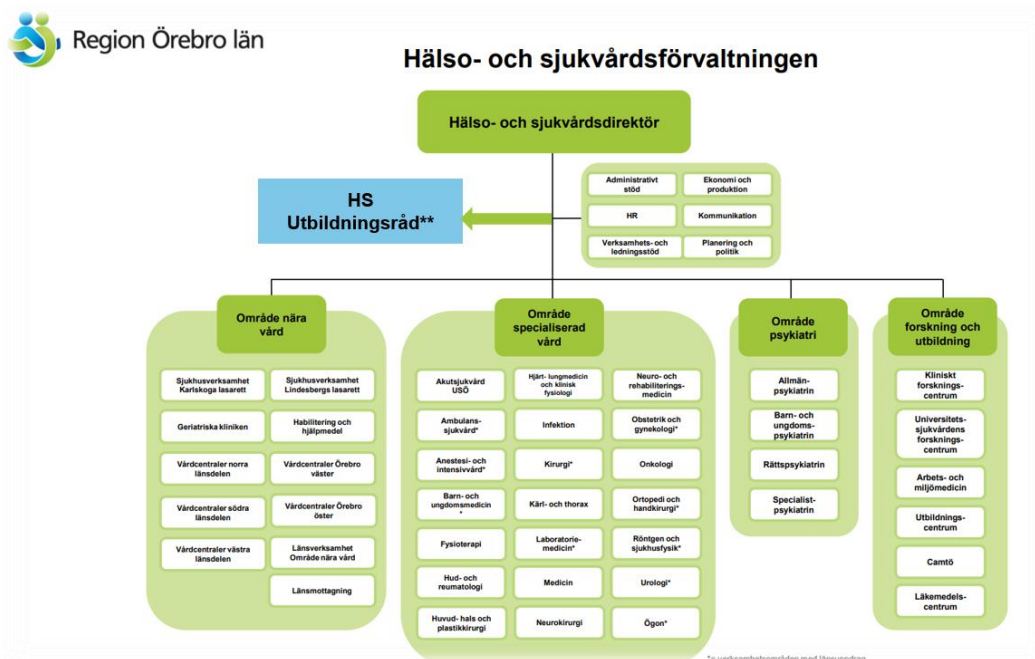 Region Örebro län
Hälso- och sjukvårdsförvaltningen
Hälso- och sjukvårdsdirektör
Administrativt
stöd
Ekonomi och
produktion
HR
Kommunikation
Verksamhets- och
ledningsstöd
Planering och
politik
HS
Utbildningsråd**
Område nära
vård
Sjukhusverksamhet
Karlskoga lasarett
Sjukhusverksamhet
Lindesbergs lasarett
Geriatriska kliniken
Habilitering och
hjälpmedel
Vårdcentraler norra
länsdelen
Vårdcentraler Örebro
väster
Vårdcentraler södra
länsdelen
Vårdcentraler Örebro
öster
Vårdcentraler västra
länsdelen
Länsverksamhet
Område nära vård
Länsmottagning
Område
specialiserad
vård
Akutsjukvård
USÖ
Hjärt- lungmedicin
och klinisk
fysiologi
Neuro- och
rehabiliterings-
medicin
Ambulans-
sjukvård*
Infektion
Obstetrik och
gynekologi*
Anestesi- och
intensivvård*
Kirurgi*
Onkologi
Barn- och
ungdomsmedicin
*
Kärl- och thorax
Ortopedi och
handkirurgi*
Fysioterapi
Laboratorie-
medicin*
Röntgen och
sjukhusfysik*
Hud- och
reumatologi
Medicin
Urologi*
Huvud- hals och
plastikkirurgi
Neurokirurgi
Ögon*
Område
psykiatri
Allmän-
psykiatrin
Barn- och
ungdoms-
psykiatrin
Rättspsykiatrin
Specialist-
psykiatrin
Område
forskning och
utbildning
Kliniskt
forsknings-
centrum
Universitets-
sjukvårdens
forsknings-
centrum
Arbets- och
miljömedicin
Utbildnings-
centrum
Camtö
Läkemedels-
centrum